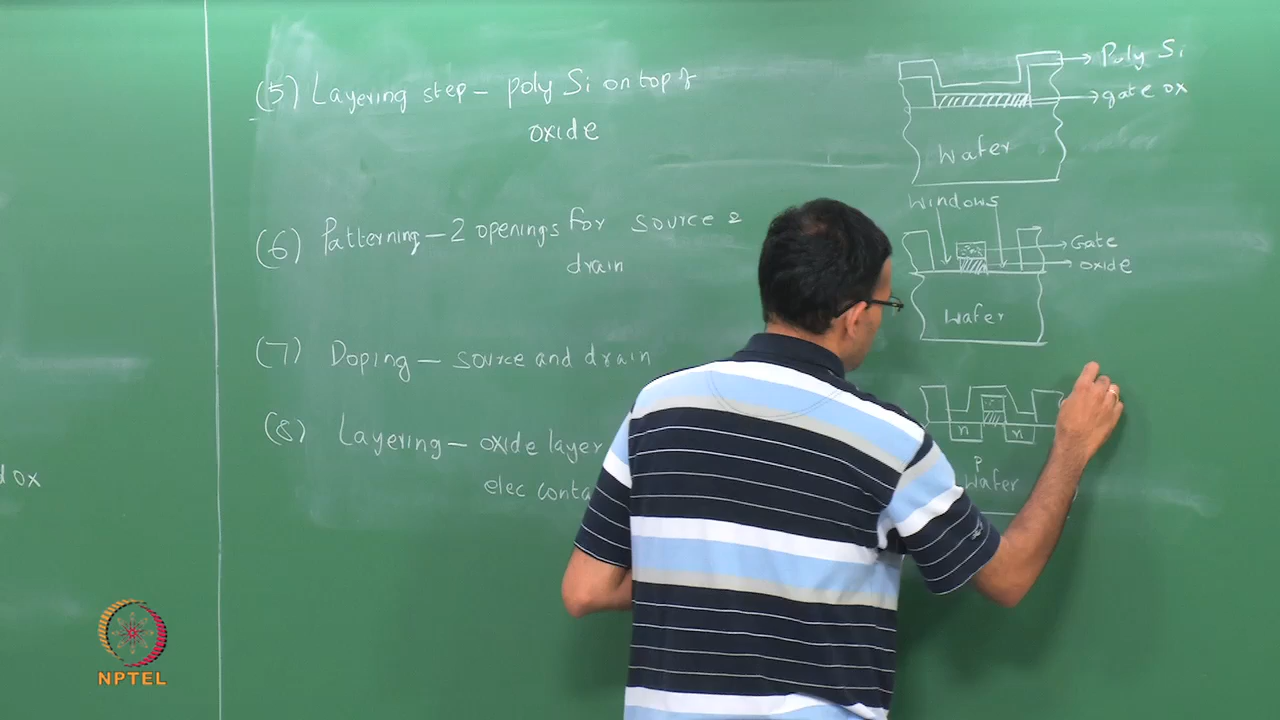 (5) Layering step – poly Si on top of
oxide
(6) Patterning – 2 openings for source &
drain
(7) Doping – source and drain
(8) Layering – oxide layer
elec conta
d ox
Poly Si
gate ox
Wafer
Windows
Gate
oxide
Wafer
n n
P
Wafer
NPTEL